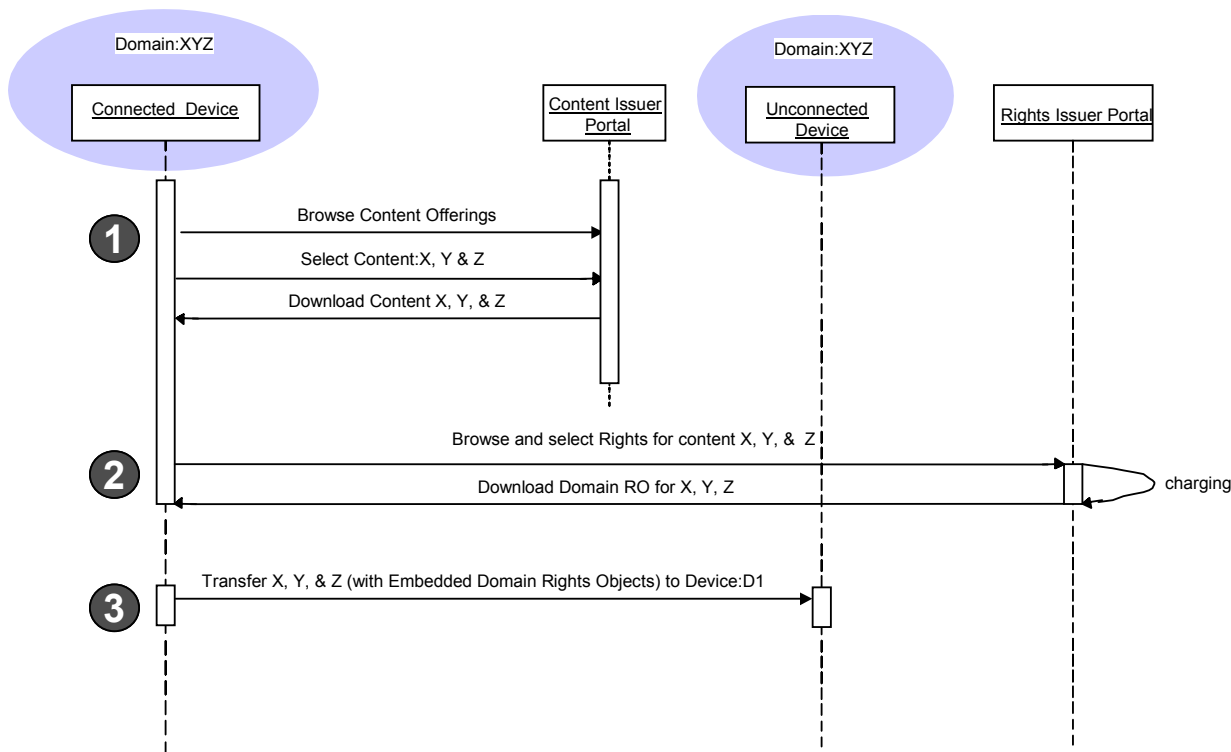 Domain:XYZ
Domain:XYZ
Connected Device
Content Issuer
Portal
Unconnected
Device
Rights Issuer Portal
1
Browse Content Offerings
Select Content:X, Y & Z
Download Content X, Y, & Z
2
Browse and select Rights for content X, Y, & Z
Download Domain RO for X, Y, Z
charging
3
Transfer X, Y, & Z (with Embedded Domain Rights Objects) to Device:D1